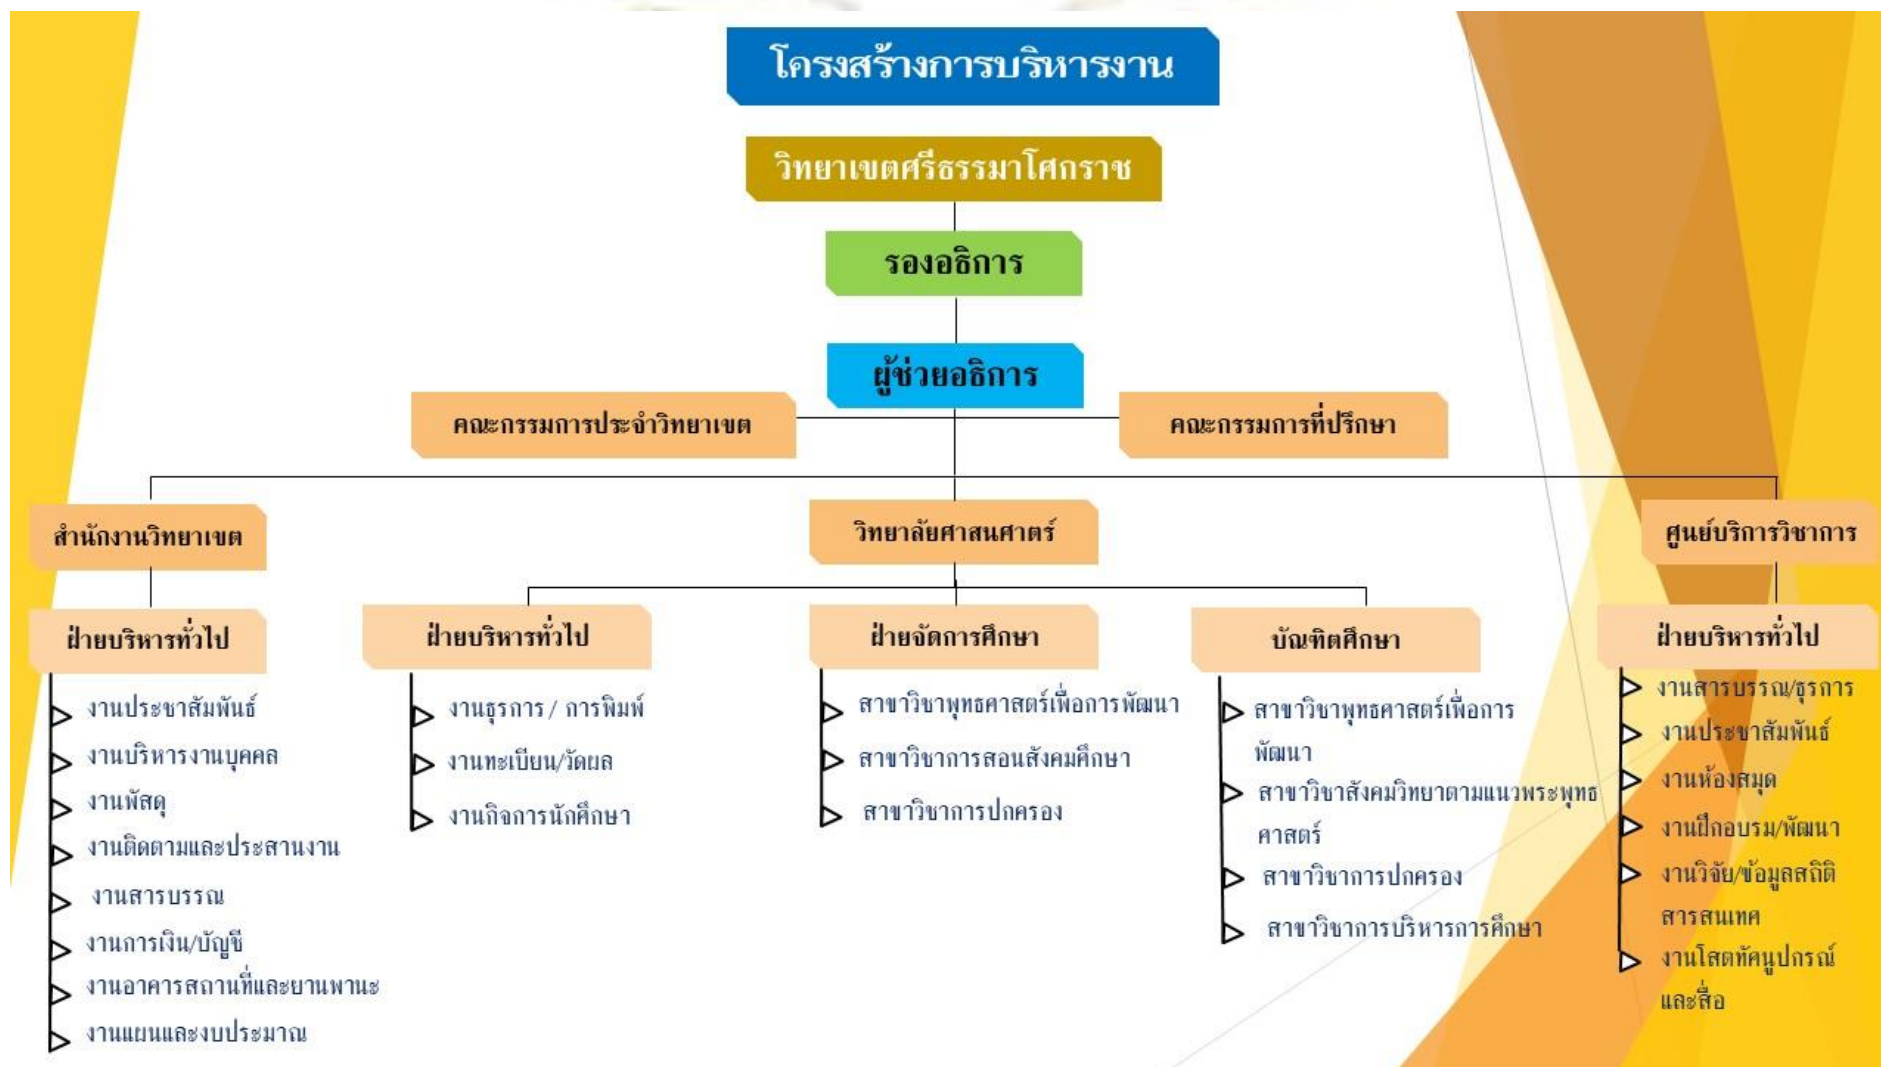 โครงสร้างการบริหารงาน
วิทยาเขตศรีธรรมาโศกราช
รองอธิการ
ผู้ช่วยอธิการ
คณะกรรมการประจำวิทยาเขต
คณะกรรมการที่ปรึกษา
สำนักงานวิทยาเขต
วิทยาลัยศาสนศาตร์
ศูนย์บริการวิชาการ
ฝ่ายบริหารทั่วไป
งานประชาสัมพันธ์
งานบริหารงานบุคคล
งานพัสดุ
งานติดตามและประสานงาน
งานสารบรรณ
งานการเงิน/บัญชี
งานอาคารสถานที่และยานพานะ
งานแผนและงบประมาณ
ฝ่ายบริหารทั่วไป
งานธุรการ / การพิมพ์
งานทะเบียน/วัดผล
งานกิจการนักศึกษา
ฝ่ายจัดการศึกษา
สาขาวิชาพุทธศาสตร์เพื่อการพัฒนา
สาขาวิชาการสอนสังคมศึกษา
สาขาวิชาการปกครอง
บัณฑิตศึกษา
สาขาวิชาพุทธศาสตร์เพื่อการ
พัฒนา
สาขาวิชาสังคมวิทยาตามแนวพระพุทธ
ศาสตร์
สาขาวิชาการปกครอง
สาขาวิชาการบริหารการศึกษา
ฝ่ายบริหารทั่วไป
งานสารบรรณ/ธุรการ
งานประชาสัมพันธ์
งานห้องสมุด
งานฝึกอบรม/พัฒนา
งานวิจัย/ข้อมูลสถิติ
สารสนเทศ
งานโสตทัศนูปกรณ์
และสื่อ